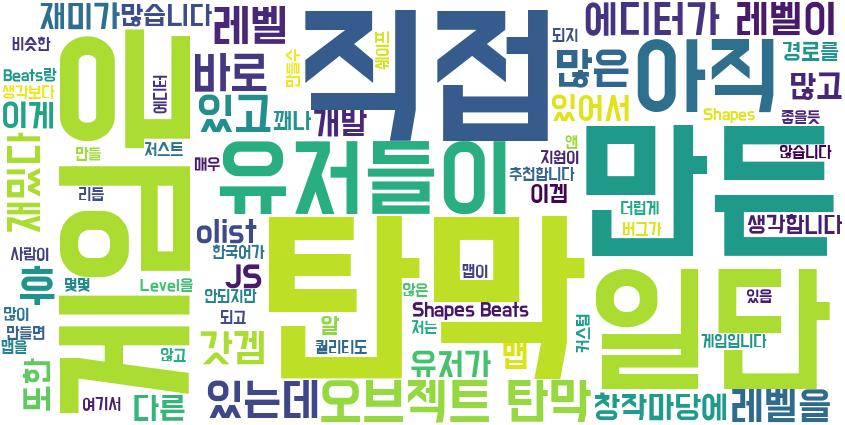 재미가
많습니다
레벨
직접
에디터가
레벨이
비슷한
쉐이피
되지
많은
아직
경로를
만들수
바로
Beats랑
생각보다
에디터
있고
꽤나
개발
있어서
많고
이게
Shapes
좋을듯
게임은
만들
저스트
유저들이
만든
앤
않습니다
재밌다
매우
지원이
추천합니다
리듬
이겜
더럽게
생각합니다
olist
버그가
사람이
한국어가
탄막
맵이
일단
후
몇몇
JS
Level을
안되지만
않은
있음
많이
되고
Shapes Beats
만들면
갓겜
알
저는
커스텀
맵을
퀄리티도
맵
게임입니다
또한
않고
유저가
여기서
다른
있는데
오브젝트 탄막
창작마당에
레벨을